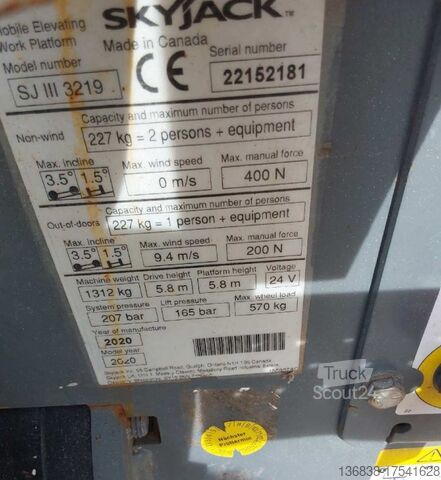 SKYJACK™
Mobile Elevating
Work Platform
Made in Canada
Model number
SJ III 3219
CE
Serial number
22152181
Capacity and maximum number of persons
Non-wind
227 kg = 2 persons + equipment
Max. incline
3.5° 1.5°
Max. wind speed
0 m/s
Max. manual force
400 N
Capacity and maximum number of persons
Out-of-doors
227 kg = 1 person + equipment
Max. incline
3.5° 1.5°
Max. wind speed
9.4 m/s
Max. manual force
200 N
Machine weight
1312 kg
Drive height
5.8 m
Platform height
5.8 m
Voltage
24 V
System pressure
207 bar
Lift pressure
165 bar
Max. wheel load
570 kg
Year of manufacture
2020
Model year
2020
Nächster
Prüftermin
Truck
Scout24
136838-17541628